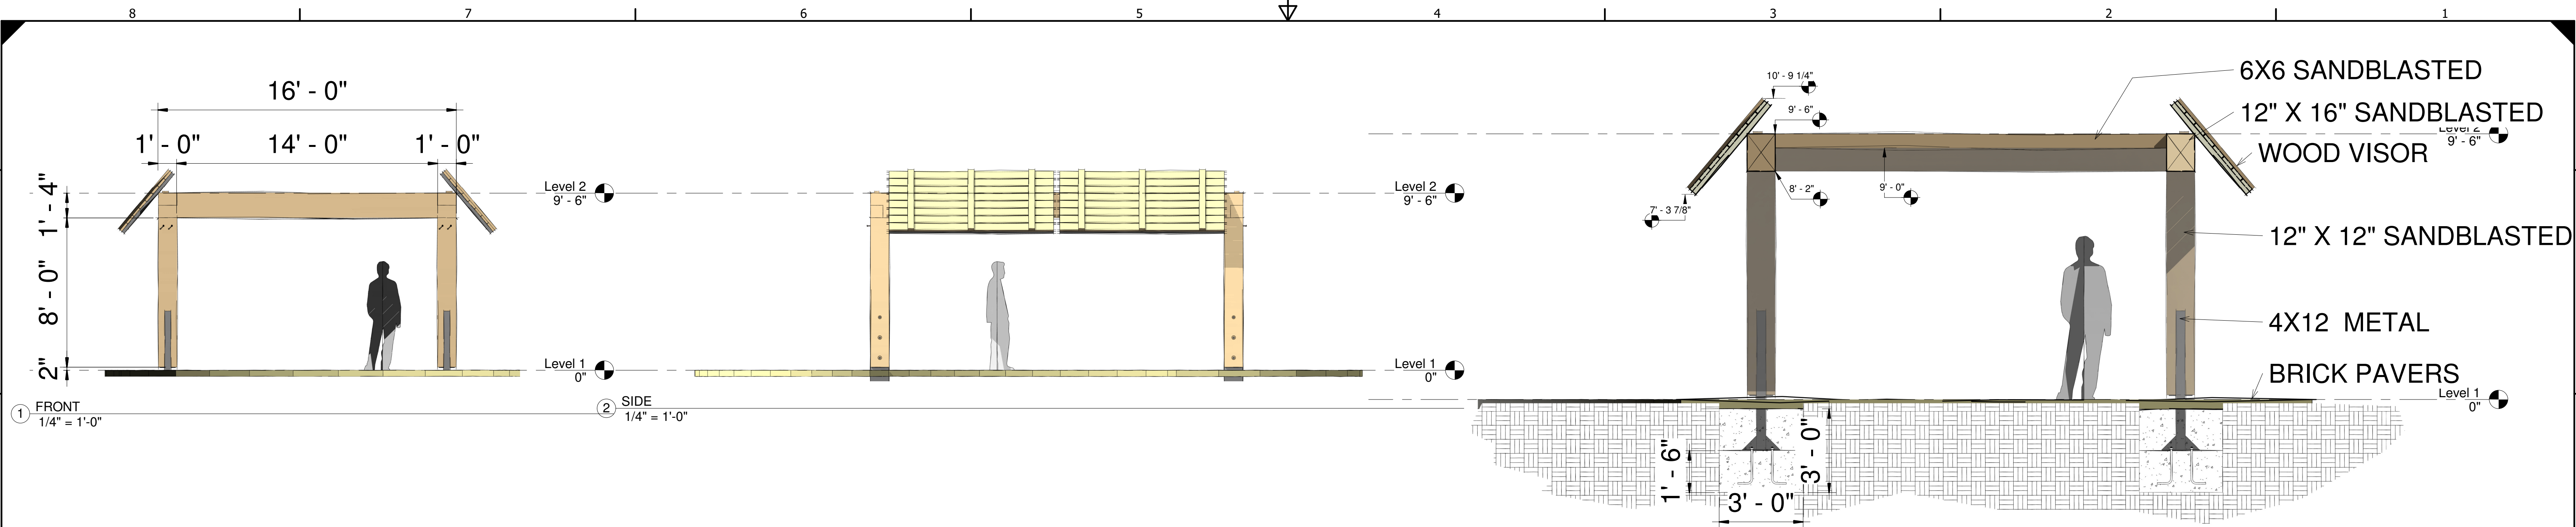 8 7 6 5 4 3 2 1
16' - 0"
1' - 0" 14' - 0" 1' - 0"
1' - 4"
8' - 0"
2"
Level 2
9' - 6"
Level 1
0"
1 FRONT
1/4" = 1'-0"
Level 2
9' - 6"
Level 1
0"
2 SIDE
1/4" = 1'-0"
10' - 9 1/4"
9' - 6"
8' - 2"
9' - 0"
7' - 3 7/8"
6X6 SANDBLASTED
12" X 16" SANDBLASTED
Level 2
9' - 6"
WOOD VISOR
12" X 12" SANDBLASTED
4X12 METAL
BRICK PAVERS
Level 1
0"
1' - 6"
3' - 0"
3' - 0"